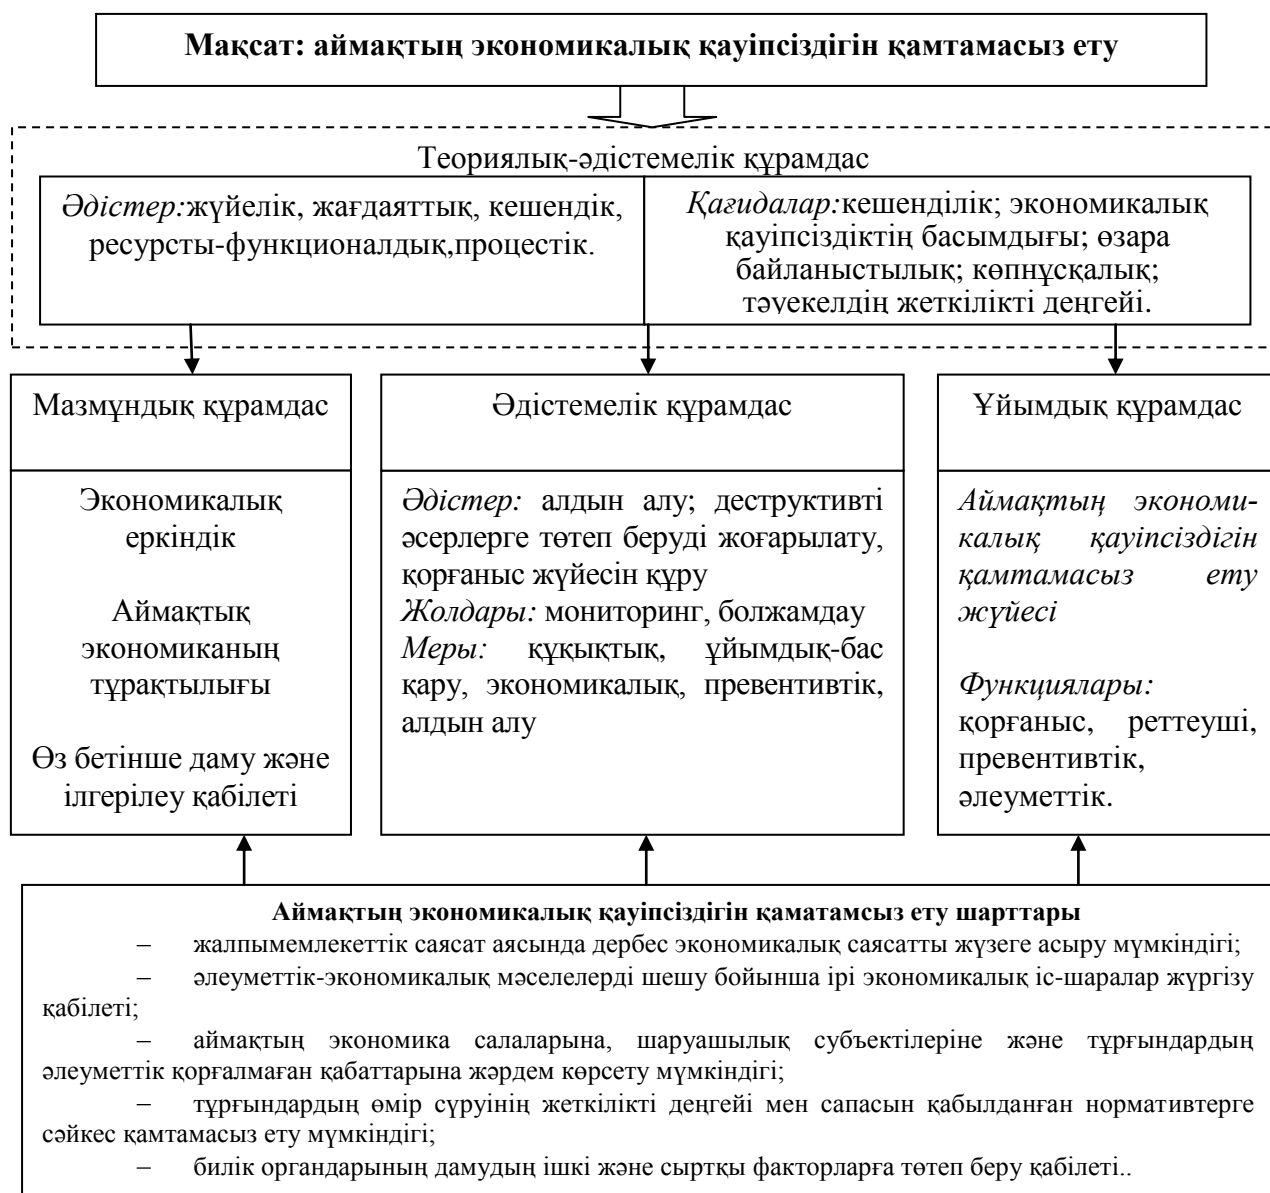 Мақсат: аймақтың экономикалық қауіпсіздігін қамтамасыз ету
Теориялық-әдістемелік құрамдас
Әдістер:жүйелік, жағдаяттық, кешендік,
ресурсты-функционалдық,процестік.
Қағидалар:кешенділік; экономикалық
қауіпсіздіктің басымдығы; өзара
байланыстылық; көпнұсқалық;
тәуекелдің жеткілікті деңгейі.
Мазмұндық құрамдас
Экономикалық
еркіндік
Аймақтық
экономиканың
тұрақтылығы
Өз бетінше даму және
ілгерілеу қабілеті
Әдістемелік құрамдас
Әдістер: алдын алу; деструктивті
әсерлерге төтеп беруді жоғарылату,
қорғаныс жүйесін құру
Жолдары: мониторинг, болжамдау
Меры: құқықтық, ұйымдық-бас
қару, экономикалық, превентивтік,
алдын алу
Ұйымдық құрамдас
Аймақтың экономи-
калық қауіпсіздігін
қамтамасыз ету
жүйесі
Функциялары:
қорғаныс, реттеуші,
превентивтік,
әлеуметтік.
Аймақтың экономикалық қауіпсіздігін қаматамсыз ету шарттары
– жалпымемлекеттік саясат аясында дербес экономикалық саясатты жүзеге асыру мүмкіндігі;
– әлеуметтік-экономикалық мәселелерді шешу бойынша ірі экономикалық іс-шаралар жүргізу
қабілеті;
– аймақтың экономика салаларына, шаруашылық субъектілеріне және тұрғындардың
әлеуметтік қорғалмаған қабаттарына жәрдем көрсету мүмкіндігі;
– тұрғындардың өмір сүруінің жеткілікті деңгейі мен сапасын қабылданған нормативтерге
сәйкес қамтамасыз ету мүмкіндігі;
– билік органдарының дамудың ішкі және сыртқы факторларға төтеп беру қабілеті..